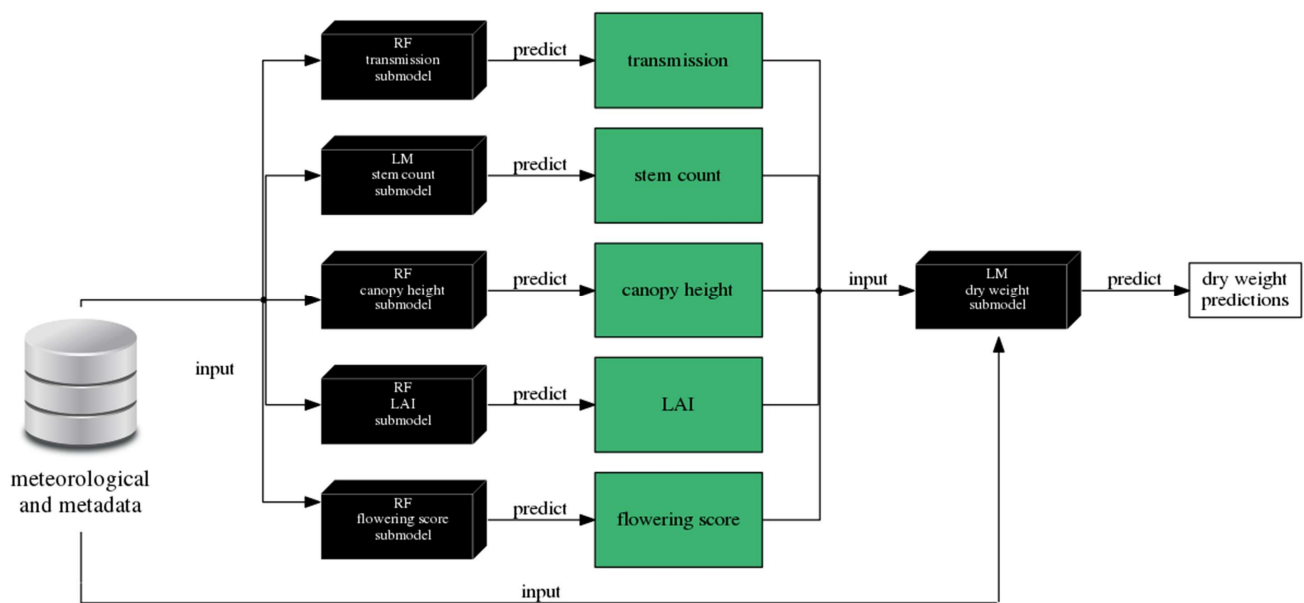 RF
transmission
submodel
predict
transmission
LM
stem count
submodel
predict
stem count
RF
canopy height
submodel
predict
canopy height
input
LM
dry weight
submodel
predict
dry weight
predictions
input
RF
LAI
submodel
predict
LAI
meteorological
and metadata
RF
flowering score
submodel
predict
flowering score
input